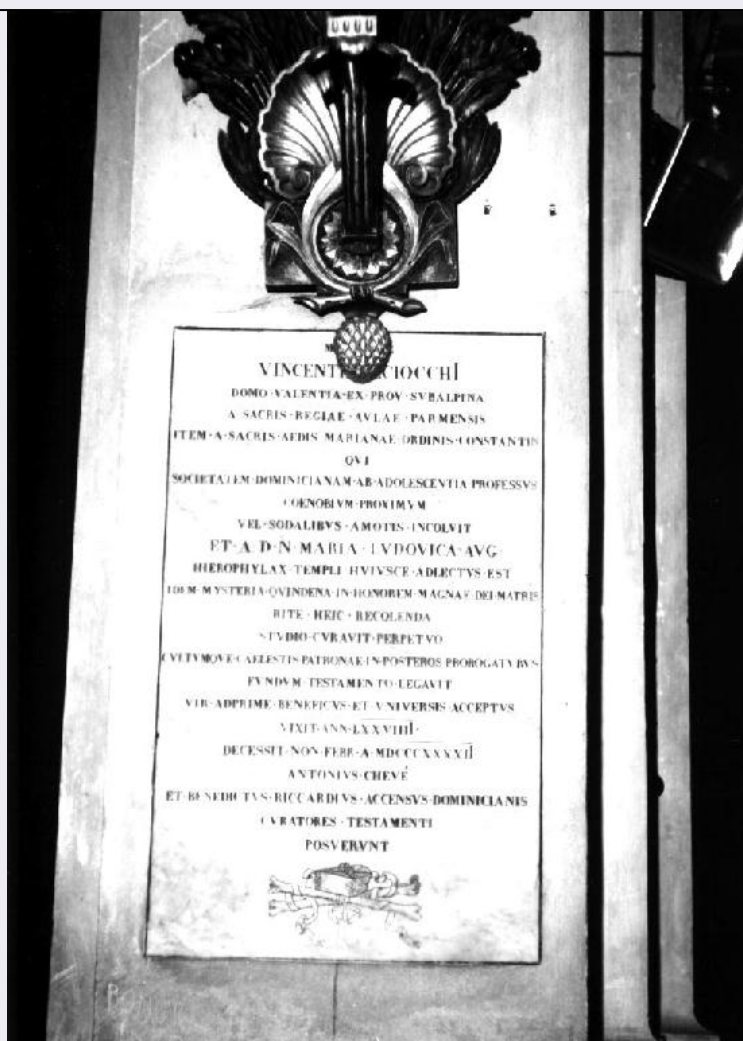 M
VINCENTI CIOCCHI
DOMO·VALENTIA·EX·PROV·SVBALPINA
A·SACRIS·REGIAE·AVLAE·PARMENSIS
ITEM·A·SACRIS·AEDIS·MARIANAE·ORDINIS·CONSTANTIN
QVI
SOCIETATEM·DOMINICIANAM·AB·ADOLESCENTIA·PROFESSVS
COENOBIVM·PROXIMVM
VEL·SODALIBVS·AMOTIS·INCOLVIT
ET·A·D·N·MARIA·LVDOVICA·AVG·
HIEROPHYLAX·TEMPLI·HVIVSCE·ADLECTVS·EST
IDEM·MYSTERIA·QVINDENA·IN·HONOREM·MAGNAE·DEI·MATRIS
RITE·HEIC·RECOLENDA
STVDIO·CVRAVIT·PERPETVO
CVLTVMQVE·CAELESTIS·PATRONAE·IN·POSTEROS·PROROGATVRVS
FVNDVM·TESTAMENTO·LEGAVIT
VIR·ADPRIME·BENEFICVS·ET·VNIVERSIS·ACCEPTVS
VIXIT·ANN·LXXVIIII·
DECESSIT·NON·FEBR·A·MDCCCXXXXII
ANTONIVS·CHEVÉ
ET·BENEDICTVS·RICCARDIVS·ACCENSVS·DOMINICIANIS
CVRATORES·TESTAMENTI
POSVERVNT